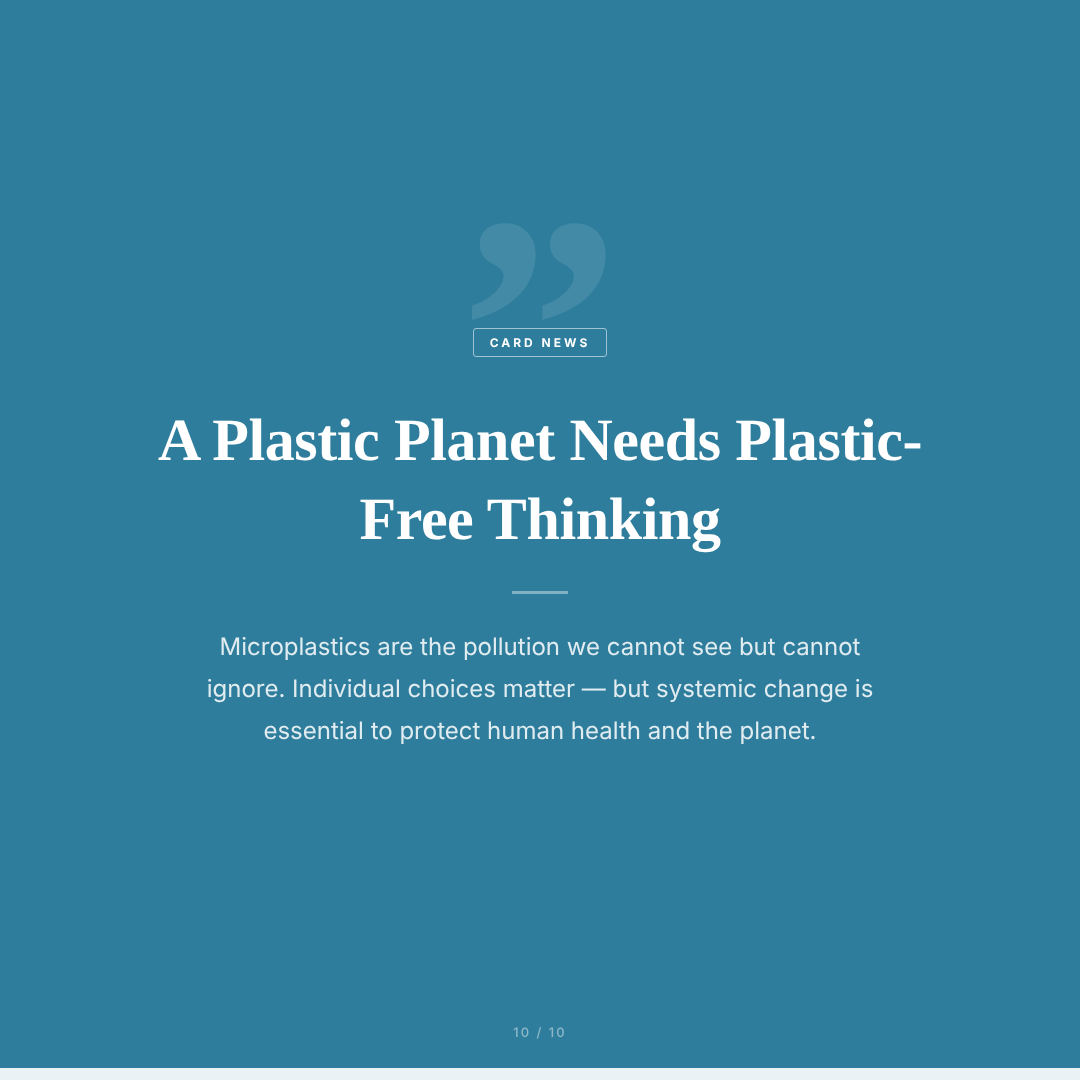 ”
CARD NEWS
A Plastic Planet Needs Plastic-
Free Thinking
Microplastics are the pollution we cannot see but cannot
ignore. Individual choices matter — but systemic change is
essential to protect human health and the planet.
10 / 10